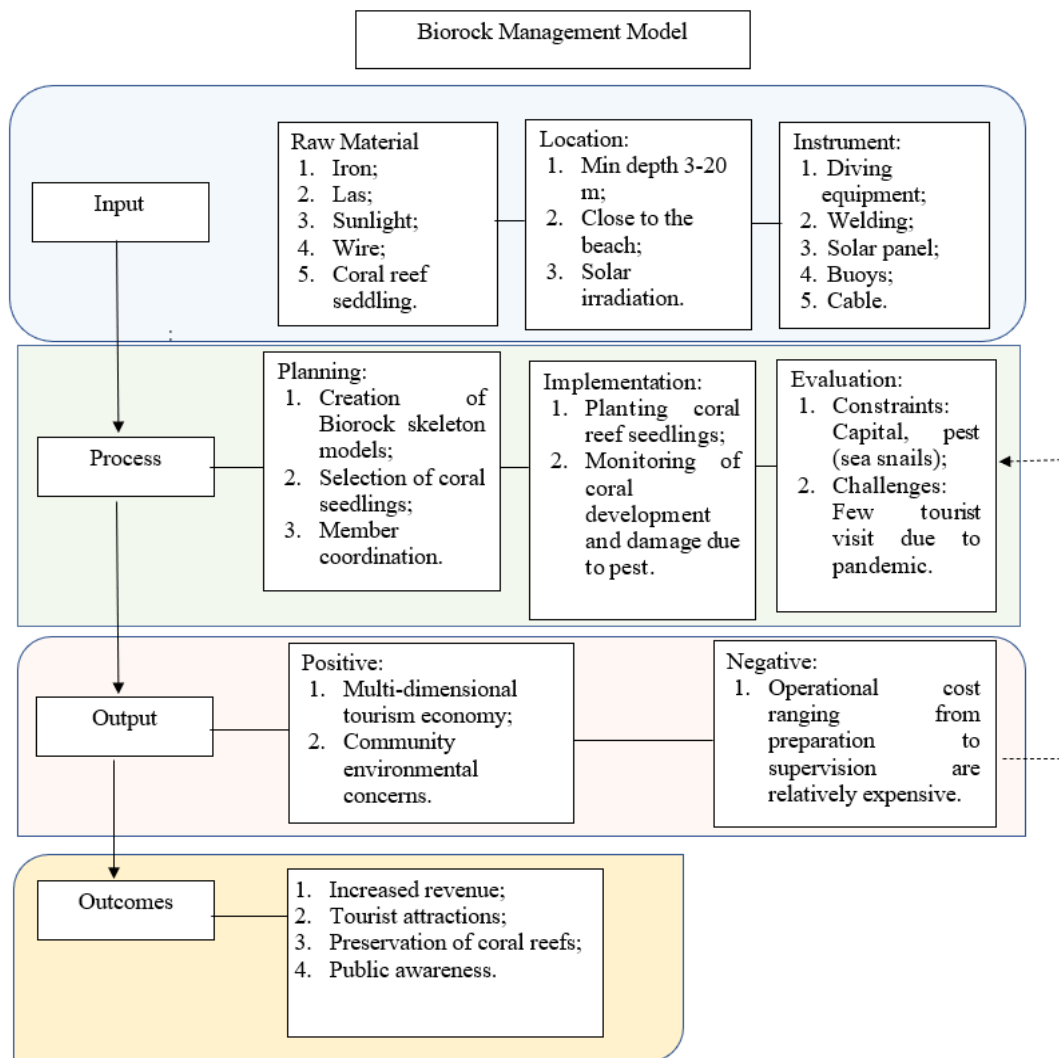 Biorock Management Model
Input
Raw Material
1. Iron;
2. Las;
3. Sunlight;
4. Wire;
5. Coral reef
seddling.
Location:
1. Min depth 3-20
m;
2. Close to the
beach;
3. Solar
irradiation.
Instrument:
1. Diving
equipment;
2. Welding;
3. Solar panel;
4. Buoys;
5. Cable.
:
Process
Planning:
1. Creation of
Biorock skeleton
models;
2. Selection of coral
seedlings;
3. Member
coordination.
Implementation:
1. Planting coral
reef seedlings;
2. Monitoring of
coral
development
and damage due
to pest.
Evaluation:
1. Constraints:
Capital, pest
(sea snails);
2. Challenges:
Few tourist
visit due to
pandemic.
Output
Positive:
1. Multi-dimensional
tourism economy;
2. Community
environmental
concerns.
Negative:
1. Operational cost
ranging from
preparation to
supervision are
relatively expensive.
Outcomes
1. Increased revenue;
2. Tourist attractions;
3. Preservation of coral reefs;
4. Public awareness.